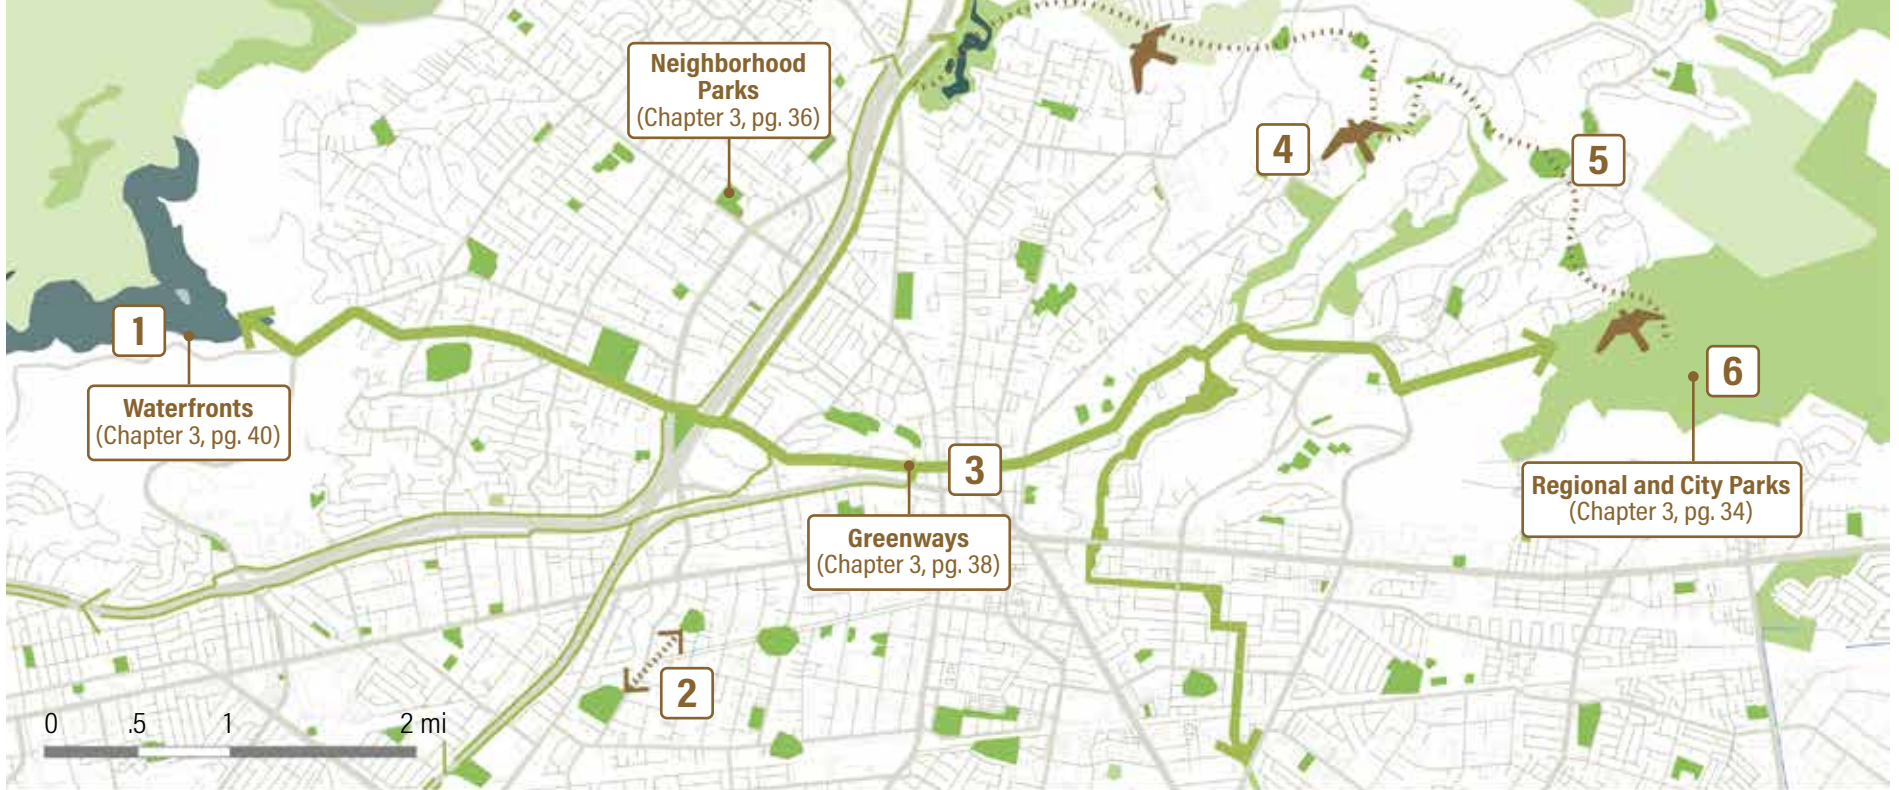 Neighborhood
Parks
(Chapter 3, pg. 36)
4
5
1
6
Waterfronts
(Chapter 3, pg. 40)
3
Regional and City Parks
(Chapter 3, pg. 34)
Greenways
(Chapter 3, pg. 38)
2
0 .5 1 2 mi